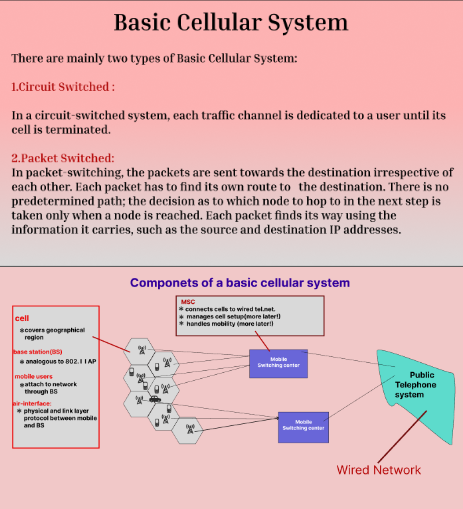 Basic Cellular System
There are mainly two types of Basic Cellular System:
1.Circuit Switched :
In a circuit-switched system, each traffic channel is dedicated to a user until its
cell is terminated.
2.Packet Switched:
In packet-switching, the packets are sent towards the destination irrespective of
each other. Each packet has to find its own route to the destination. There is no
predetermined path; the decision as to which node to hop to in the next step is
taken only when a node is reached. Each packet finds its way using the
information it carries, such as the source and destination IP addresses.
Componets of a basic cellular system
cell
✱covers geographical
region
base station(BS)
✱ analogous to 802.11 AP
mobile users
✱attach to network
through BS
air-interface:
✱ physical and link layer
protocol between mobile
and BS
MSC
✱ connects cells to wired tel.net.
✱ manages cell setup(more later!)
✱ handles mobility (more later!)
Mobile
Switching center
Mobile
Switching center
Public
Telephone
system
Wired Network